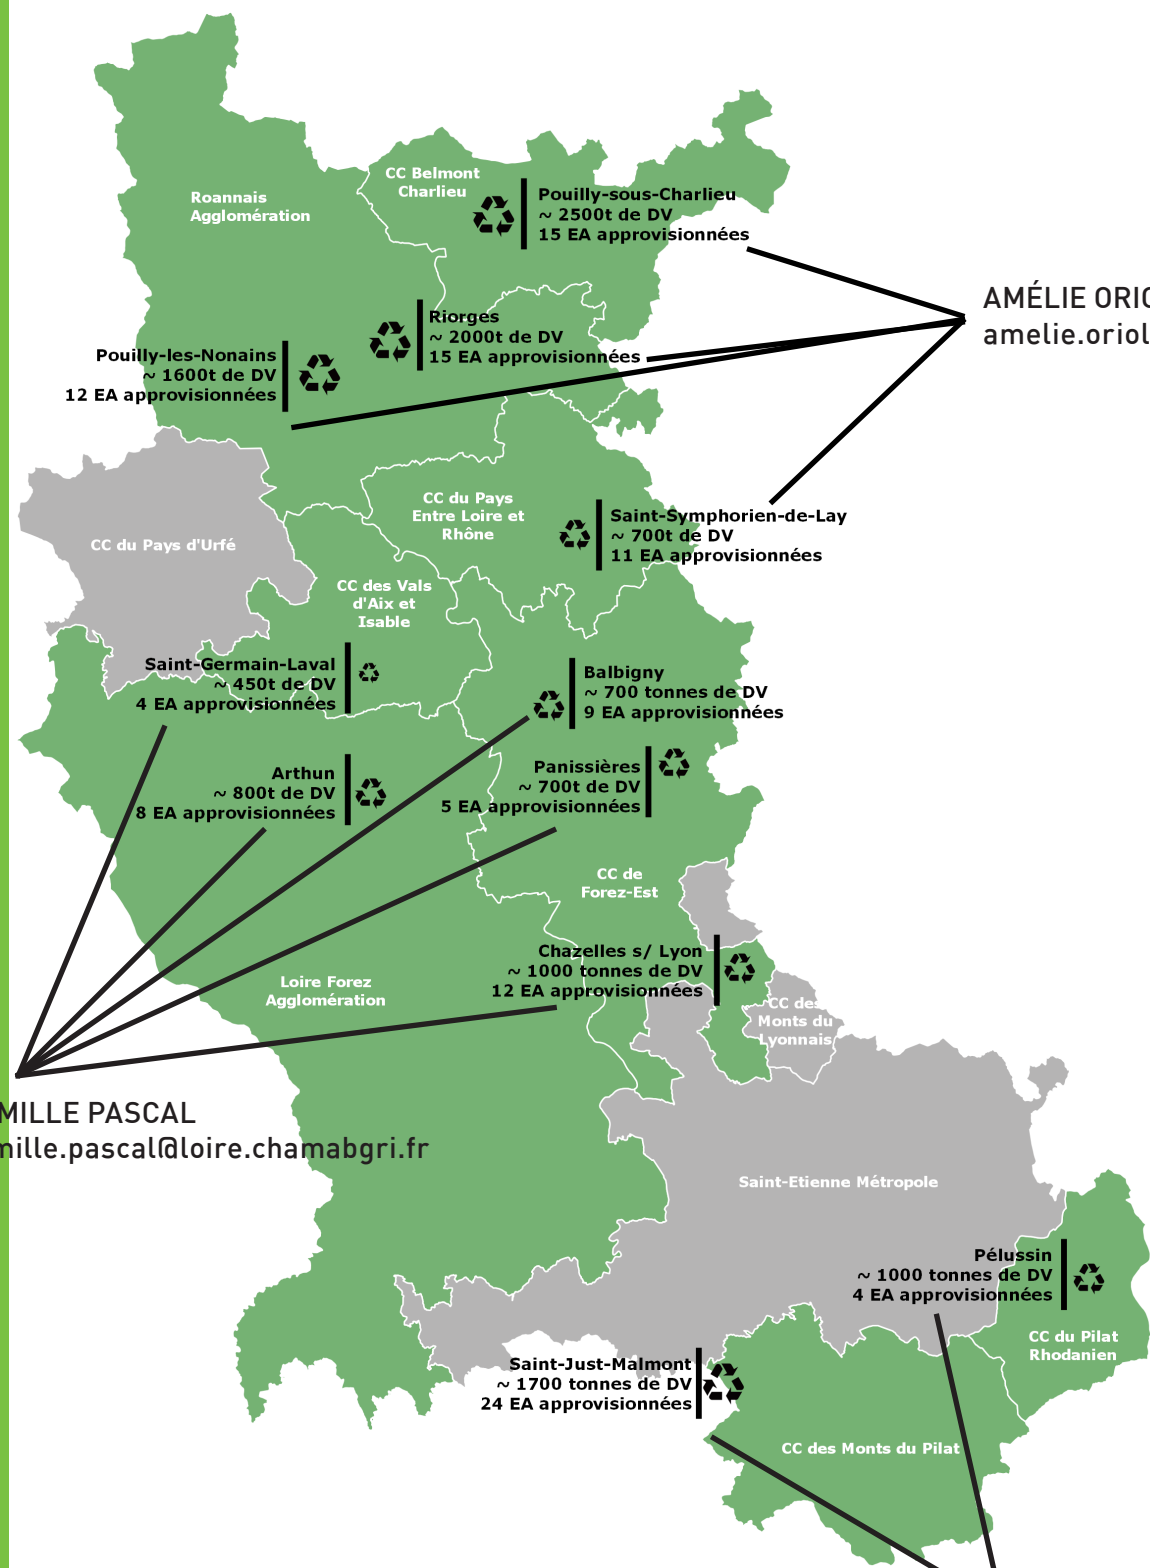 CC Belmont
Charlieu
Roannais
Agglomération
Pouilly-sous-Charlieu
~ 2500t de DV
15 EA approvisionnées
AMÉLIE ORIO
amelie.oriol
Riorges
~ 2000t de DV
15 EA approvisionnées
Pouilly-les-Nonains
~ 1600t de DV
12 EA approvisionnées
CC du Pays
Entre Loire et
Rhône
Saint-Symphorien-de-Lay
~ 700t de DV
11 EA approvisionnées
CC du Pays d'Urfé
CC des Vals
d'Aix et
Isable
Saint-Germain-Laval
~ 450t de DV
4 EA approvisionnées
Balbigny
~ 700 tonnes de DV
9 EA approvisionnées
Arthun
~ 800t de DV
8 EA approvisionnées
Panissières
~ 700t de DV
5 EA approvisionnées
CC de
Forez-Est
Chazelles s/ Lyon
~ 1000 tonnes de DV
12 EA approvisionnées
Loire Forez
Agglomération
CC des
Monts du
Lyonnais
MILLE PASCAL
mille.pascal@loire.chamabgri.fr
Saint-Etienne Métropole
Pélussin
~ 1000 tonnes de DV
4 EA approvisionnées
CC du Pilat
Rhodanien
Saint-Just-Malmont
~ 1700 tonnes de DV
24 EA approvisionnées
CC des Monts du Pilat